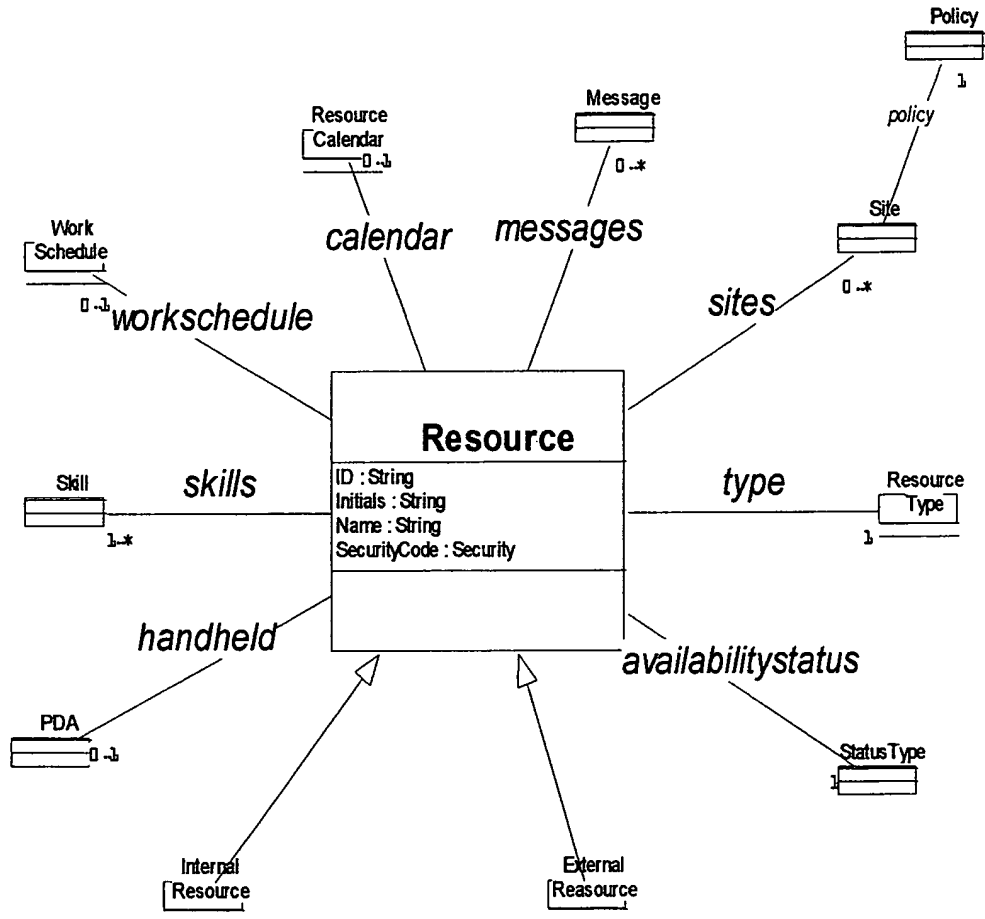 Policy
1
policy
Message
0..*
Resource
Calendar
0..1
Site
0..*
Work
Schedule
0..1
calendar
messages
sites
workschedule
Resource
ID : String
Initials : String
Name : String
SecurityCode : Security
Skill
1..*
skills
type
Resource
Type
1
handheld
availabilitystatus
PDA
0..1
StatusType
1
Internal
Resource
External
Reasource